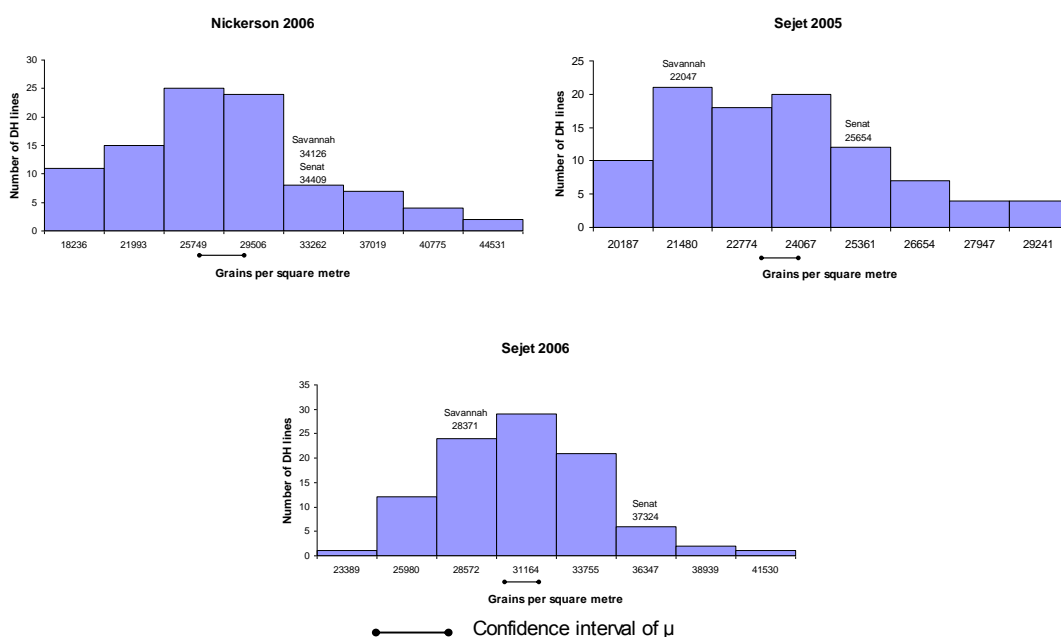 Nickerson 2006
30
25
20
15
10
5
0
Number of DH lines
Savannah
34126
Senat
34409
18236 21993 25749 29506 33262 37019 40775 44531
Grains per square metre
Sejet 2005
25
20
15
10
5
0
Number of DH lines
Savannah
22047
Senat
25654
20187 21480 22774 24067 25361 26654 27947 29241
Grains per square metre
Sejet 2006
35
30
25
20
15
10
5
0
Number of DH lines
Savannah
28371
Senat
37324
23389 25980 28572 31164 33755 36347 38939 41530
Grains per square metre
Confidence interval of µ